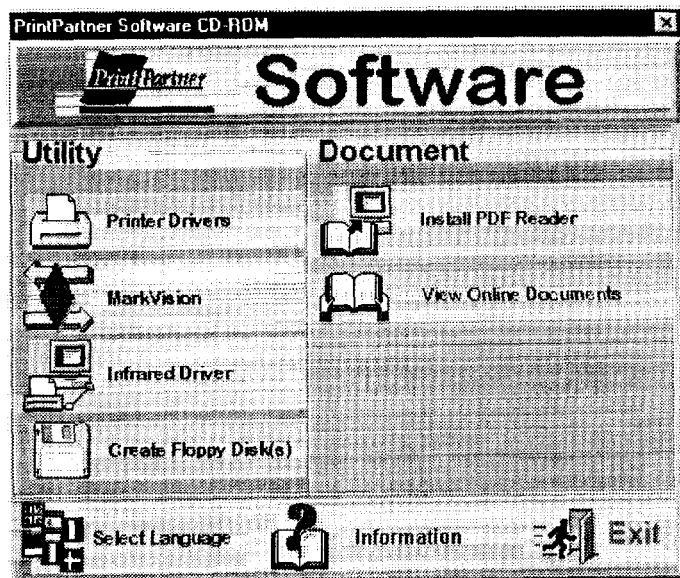 PrintPartner Software CD-ROM
PrintPartner
Software
Utility
Printer Drivers
MarkVision
Infrared Driver
Create Floppy Disk(s)
Document
Install PDF Reader
View Online Documents
Select Language
Information
Exit